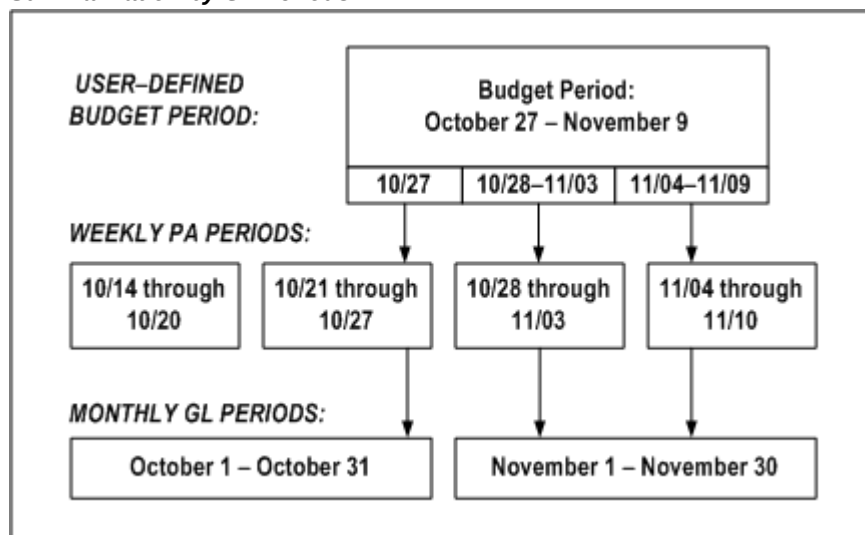 USER–DEFINED
BUDGET PERIOD:
Budget Period:
October 27 – November 9
10/27
10/28–11/03
11/04–11/09
WEEKLY PA PERIODS:
10/14 through
10/20
10/21 through
10/27
10/28 through
11/03
11/04 through
11/10
MONTHLY GL PERIODS:
October 1 – October 31
November 1 – November 30